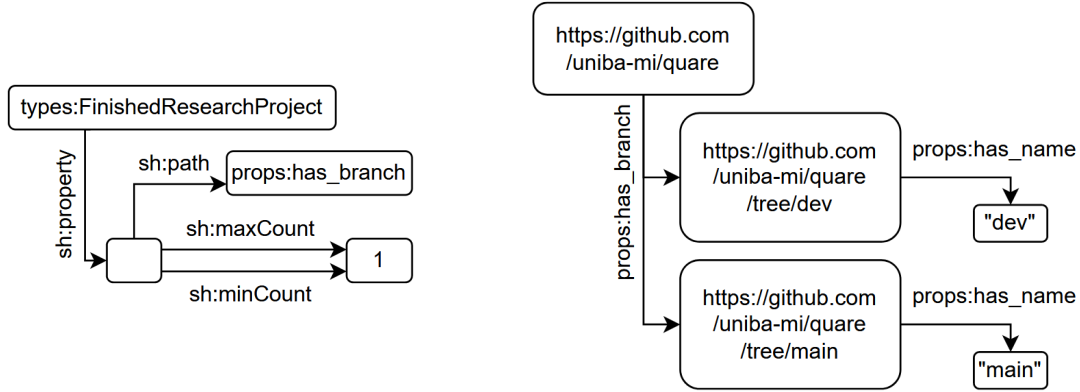 types:FinishedResearchProject
sh:property
sh:path
props:has_branch
sh:maxCount
1
sh:minCount
https://github.com
/uniba-mi/quare
props:has_branch
https://github.com
/uniba-mi/quare
/tree/dev
props:has_name
"dev"
https://github.com
/uniba-mi/quare
/tree/main
props:has_name
"main"